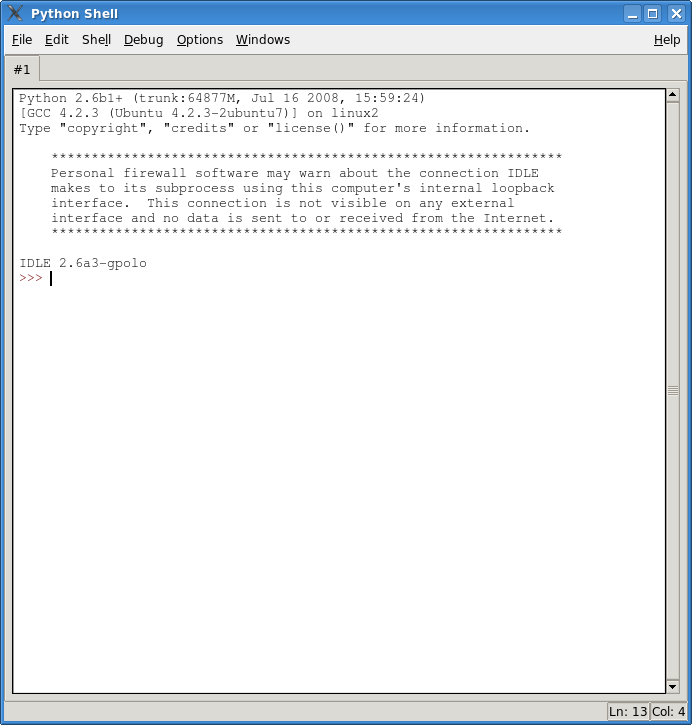 Python Shell
File Edit Shell Debug Options Windows Help
#1
Python 2.6b1+ (trunk:64877M, Jul 16 2008, 15:59:24)
[GCC 4.2.3 (Ubuntu 4.2.3-2ubuntu7)] on linux2
Type "copyright", "credits" or "license()" for more information.
****************************************************************
Personal firewall software may warn about the connection IDLE
makes to its subprocess using this computer's internal loopback
interface.  This connection is not visible on any external
interface and no data is sent to or received from the Internet.
****************************************************************
IDLE 2.6a3-gpolo
>>>
Ln: 13 Col: 4